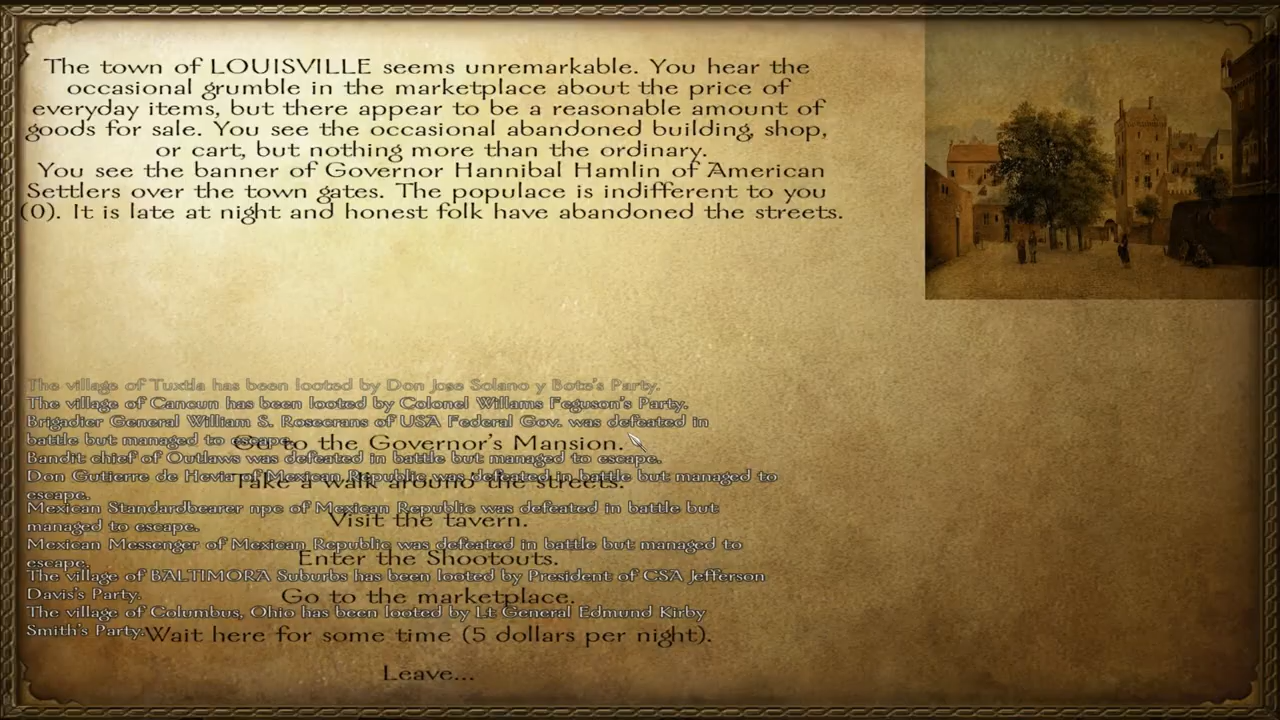 The town of LOUISVILLE seems unremarkable. You hear the
occasional grumble in the marketplace about the price of
everyday items, but there appear to be a reasonable amount of
goods for sale. You see the occasional abandoned building, shop,
or cart, but nothing more than the ordinary.
You see the banner of Governor Hannibal Hamlin of American
Settlers over the town gates. The populace is indifferent to you
(0). It is late at night and honest folk have abandoned the streets.
The village of Tuxtla has been looted by Don Jose Solano y Bote's Party.
The village of Cancun has been looted by Colonel Willams Feguson's Party.
Brigadier General William S. Rosecrans of USA Federal Gov. was defeated in
battle but managed to escape.
Go to the Governor's Mansion.
Bandit chief of Outlaws was defeated in battle but managed to escape.
Don Gutierre de Hevia of Mexican Republic was defeated in battle but managed to
escape.
Take a walk around the streets.
Mexican Standardbearer npc of Mexican Republic was defeated in battle but
managed to escape.
Visit the tavern.
Mexican Messenger of Mexican Republic was defeated in battle but managed to
escape.
Enter the Shootouts.
The village of BALTIMORA Suburbs has been looted by President of CSA Jefferson
Davis's Party.
Go to the marketplace.
The village of Columbus, Ohio has been looted by Lt General Edmund Kirby
Smith's Party.
Wait here for some time (5 dollars per night).
Leave...